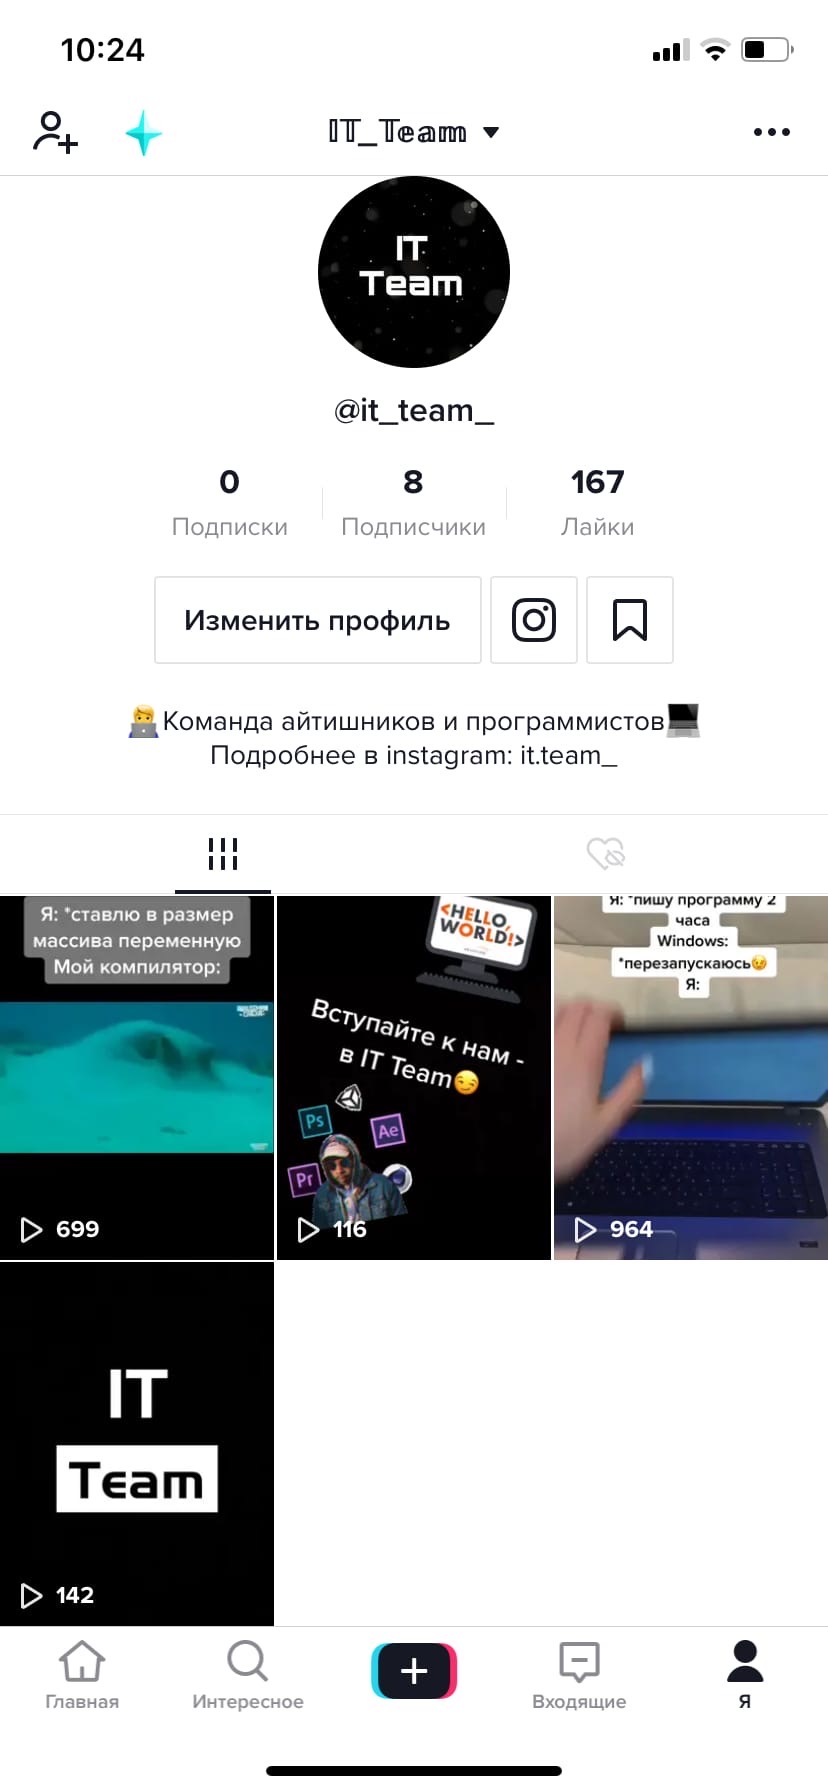 10:24
IT_Team
IT
Team
@it_team_
0
Подписки
8
Подписчики
167
Лайки
Изменить профиль
Команда айтишников и программистов
Подробнее в instagram: it.team_
Я: *ставлю в размер
массива переменную
Мой компилятор:
699
<HELLO,
WORLD!>
Вступайте к нам -
в IT Team😏
Ps
Ae
Pr
116
Я: *пишу программу 2
часа
Windows:
*перезапускаюсь😉
Я:
964
IT
Team
142
Главная
Интересное
Входящие
Я